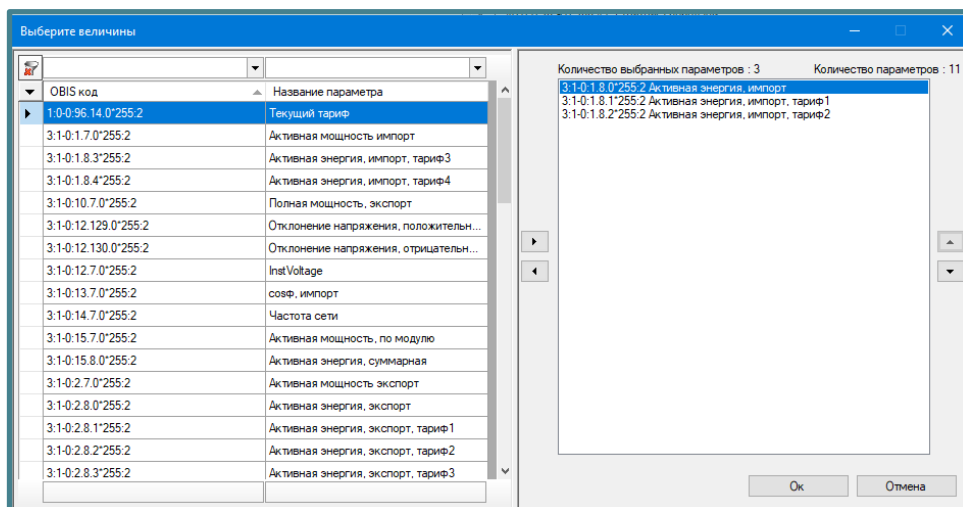 Выберите величины
OBIS код Название параметра
1:0-0:96.14.0*255:2 Текущий тариф
3:1-0:1.7.0*255:2 Активная мощность импорт
3:1-0:1.8.3*255:2 Активная энергия, импорт, тариф3
3:1-0:1.8.4*255:2 Активная энергия, импорт, тариф4
3:1-0:10.7.0*255:2 Полная мощность, экспорт
3:1-0:12.129.0*255:2 Отклонение напряжения, положительн...
3:1-0:12.130.0*255:2 Отклонение напряжения, отрицательн...
3:1-0:12.7.0*255:2 InstVoltage
3:1-0:13.7.0*255:2 cosФ, импорт
3:1-0:14.7.0*255:2 Частота сети
3:1-0:15.7.0*255:2 Активная мощность, по модулю
3:1-0:15.8.0*255:2 Активная энергия, суммарная
3:1-0:2.7.0*255:2 Активная мощность экспорт
3:1-0:2.8.0*255:2 Активная энергия, экспорт
3:1-0:2.8.1*255:2 Активная энергия, экспорт, тариф1
3:1-0:2.8.2*255:2 Активная энергия, экспорт, тариф2
3:1-0:2.8.3*255:2 Активная энергия, экспорт, тариф3
Количество выбранных параметров : 3 Количество параметров : 11
3:1-0:1.8.0*255:2 Активная энергия, импорт
3:1-0:1.8.1*255:2 Активная энергия, импорт, тариф1
3:1-0:1.8.2*255:2 Активная энергия, импорт, тариф2
Ок Отмена